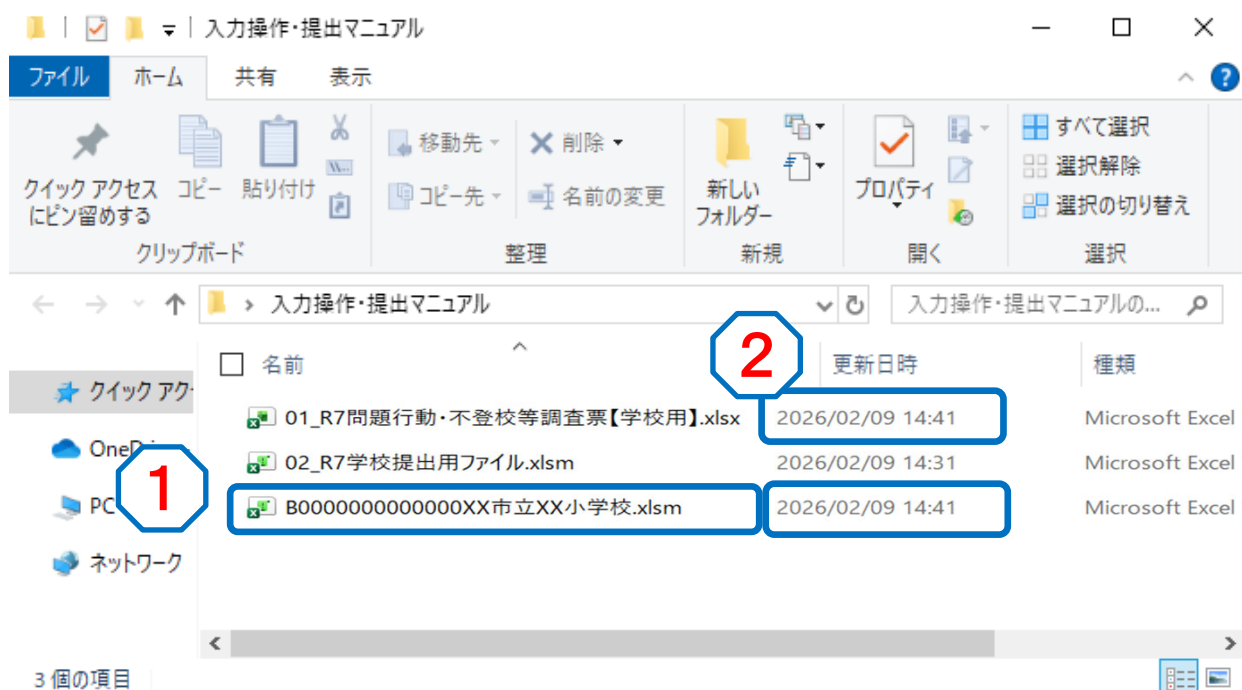 入力操作・提出マニュアル
ファイル ホーム 共有 表示
クイック アクセス
にピン留めする
コピー
貼り付け
移動先
コピー先
削除
名前の変更
新しい
フォルダー
プロパティ
すべて選択
選択解除
選択の切り替え
クリップボード 整理 新規 開く 選択
入力操作・提出マニュアル
入力操作・提出マニュアルの...
名前 更新日時 種類
2
クイック アク
01_R7問題行動・不登校等調査票【学校用】.xlsx 2026/02/09 14:41 Microsoft Excel
OneDri
02_R7学校提出用ファイル.xlsm 2026/02/09 14:31 Microsoft Excel
1
PC
B0000000000000XX市立XX小学校.xlsm 2026/02/09 14:41 Microsoft Excel
ネットワーク
3 個の項目